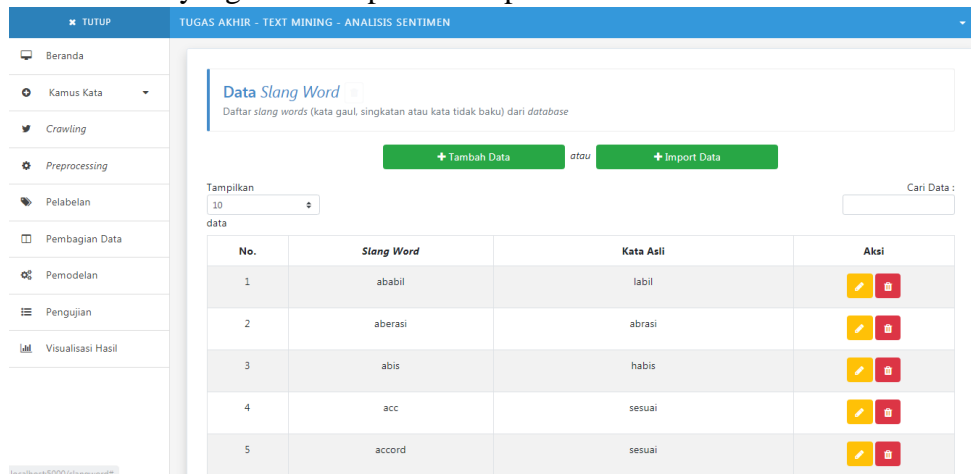 TUTUP
TUGAS AKHIR - TEXT MINING - ANALISIS SENTIMEN
Beranda
Kamus Kata
Crawling
Preprocessing
Pelabelan
Pembagian Data
Pemodelan
Pengujian
Visualisasi Hasil
Data Slang Word
Daftar slang words (kata gaul, singkatan atau kata tidak baku) dari database
+ Tambah Data atau + Import Data
Tampilkan
10
data
Cari Data :
No. Slang Word Kata Asli Aksi
1 ababil labil
2 aberasi abrasi
3 abis habis
4 acc sesuai
5 accord sesuai